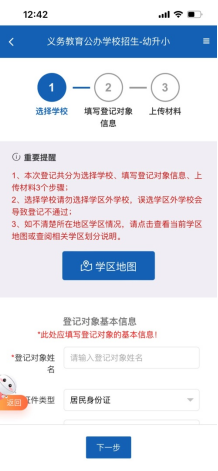 12:42
义务教育公办学校招生-幼升小
1
2
3
选择学校
填写登记对象
信息
上传材料
重要提醒
1、本次登记共分为选择学校、填写登记对象信息、上
传材料3个步骤；
2、选择学校请勿选择学区外学校，误选学区外学校会
导致登记不通过；
3、如不清楚所在地区学区情况，请点击查看当前学区
地图或查阅相关学区划分说明。
学区地图
登记对象基本信息
*此处应填写登记对象的基本信息！
*登记对象姓
名
请输入登记对象姓名
证件类型
居民身份证
返回
下一步